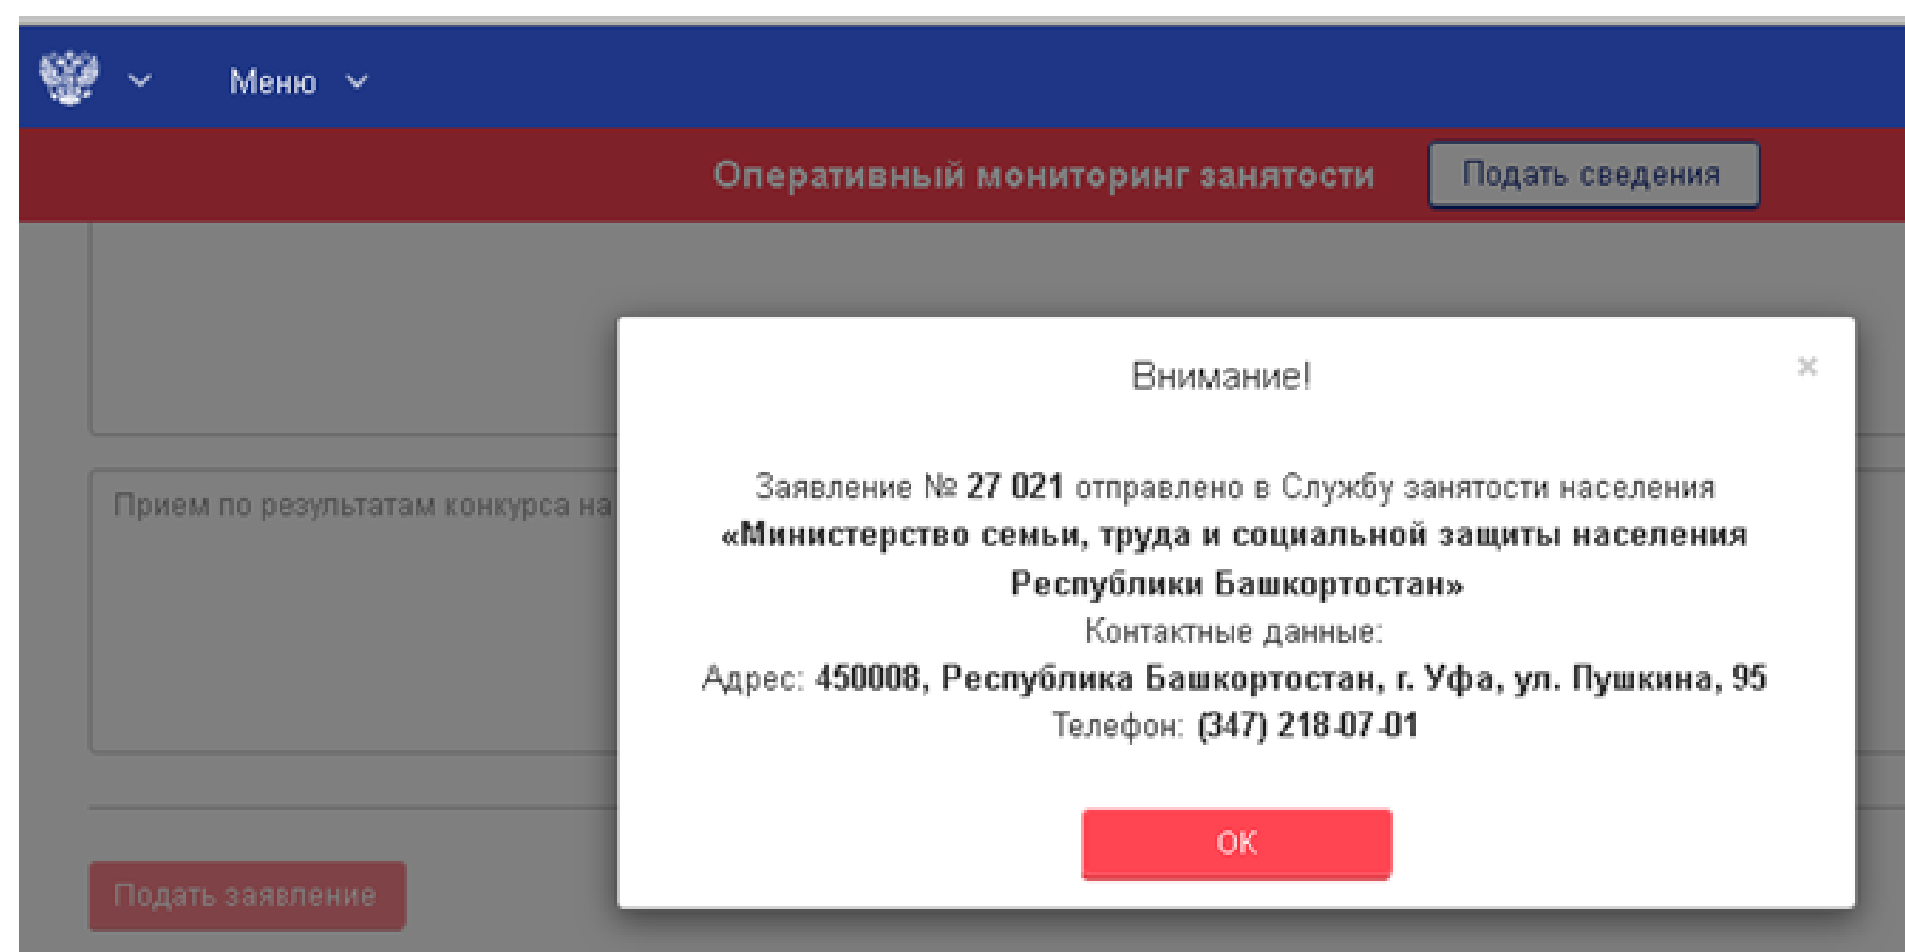 Меню
Оперативный мониторинг занятости
Подать сведения
Внимание!
×
Заявление № 27 021 отправлено в Службу занятости населения
«Министерство семьи, труда и социальной защиты населения
Республики Башкортостан»
Контактные данные:
Адрес: 450008, Республика Башкортостан, г. Уфа, ул. Пушкина, 95
Телефон: (347) 218-07-01
ОК
Прием по результатам конкурса на
Подать заявление